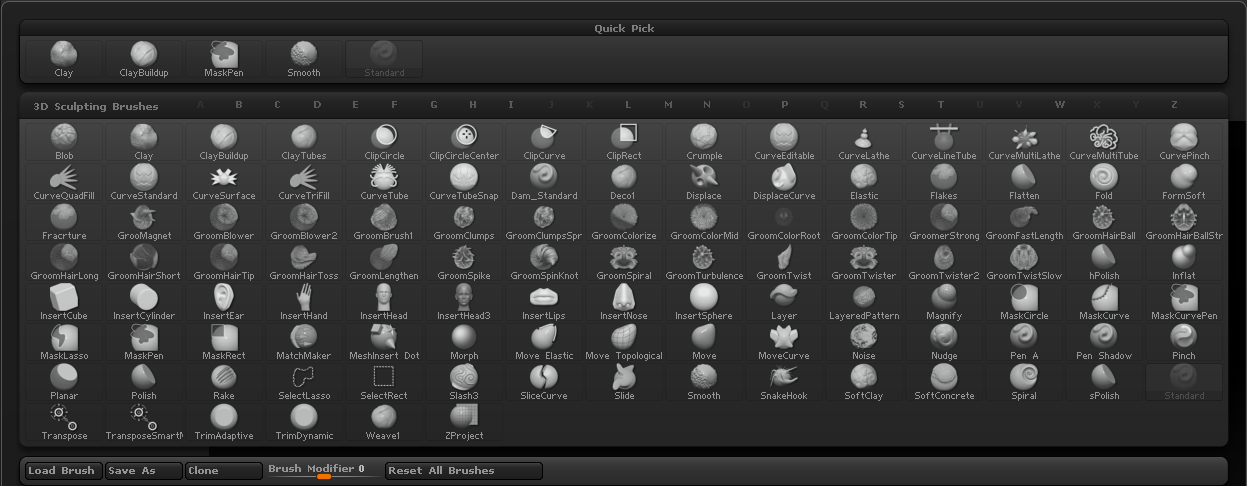 Quick Pick
Clay ClayBuildup MaskPen Smooth Standard
3D Sculpting Brushes A B C D E F G H I J K L M N O P Q R S T U V W X Y Z
Blob Clay ClayBuildup ClayTubes ClipCircle ClipCircleCenter ClipCurve ClipRect Crumple CurveEditable CurveLathe CurveLineTube CurveMultiLathe CurveMultiTube CurvePinch
CurveQuadFill CurveStandard CurveSurface CurveTriFill CurveTube CurveTubeSnap Dam_Standard Deco1 Displace DisplaceCurve Elastic Flakes Flatten Fold FormSoft
Fracrture GrooMagnet GroomBlower GroomBlower2 GroomBrush1 GroomClumps GroomClumpsSpr GroomColorize GroomColorMid GroomColorRoot GroomColorTip GroomerStrong GroomFastLength GroomHairBall GroomHairBallStr
GroomHairLong GroomHairShort GroomHairTip GroomHairToss GroomLengthen GroomSpike GroomSpinKnot GroomSpiral GroomTurbulence GroomTwist GroomTwister GroomTwister2 GroomTwistSlow hPolish Inflat
InsertCube InsertCylinder InsertEar InsertHand InsertHead InsertHead3 InsertLips InsertNose InsertSphere Layer LayeredPattern Magnify MaskCircle MaskCurve MaskCurvePen
MaskLasso MaskPen MaskRect MatchMaker MeshInsert Dot Morph Move Elastic Move Topological Move MoveCurve Noise Nudge Pen A Pen Shadow Pinch
Planar Polish Rake SelectLasso SelectRect Slash3 SliceCurve Slide Smooth SnakeHook SoftClay SoftConcrete Spiral sPolish Standard
Transpose TransposeSmartM TrimAdaptive TrimDynamic Weave1 ZProject
Load Brush Save As Clone Brush Modifier 0 Reset All Brushes